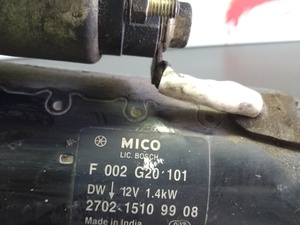 MICO
LIC. BOSCH
F 002 G20 101
DW 12V 1.4kW
2702 1510 99 08
Made in India